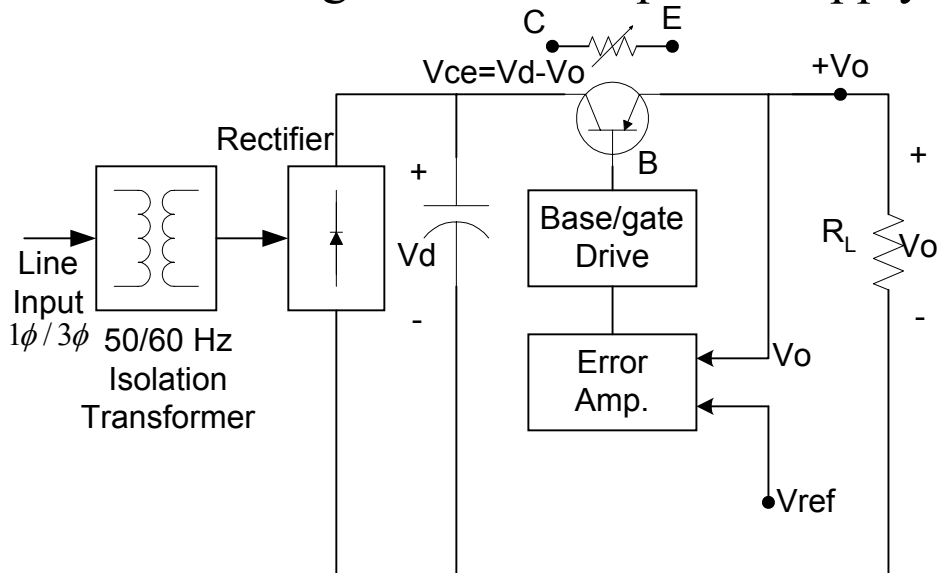 C E
Vce=Vd-Vo
+Vo
Rectifier
B
+
+
Base/gate
Drive
R_L
Vo
Vd
Line
Input
1ϕ / 3ϕ
-
-
50/60 Hz
Isolation
Transformer
Error
Amp.
Vo
Vref